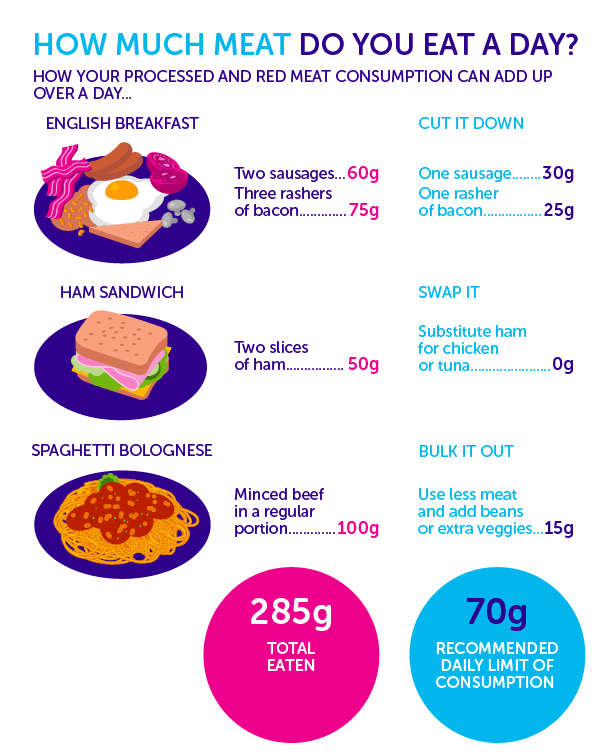 HOW MUCH MEAT DO YOU EAT A DAY?
HOW YOUR PROCESSED AND RED MEAT CONSUMPTION CAN ADD UP
OVER A DAY...
ENGLISH BREAKFAST
Two sausages...60g
Three rashers
of bacon.............75g
CUT IT DOWN
One sausage........30g
One rasher
of bacon................25g
HAM SANDWICH
Two slices
of ham................ 50g
SWAP IT
Substitute ham
for chicken
or tuna......................0g
SPAGHETTI BOLOGNESE
Minced beef
in a regular
portion.............100g
BULK IT OUT
Use less meat
and add beans
or extra veggies...15g
285g
TOTAL
EATEN
70g
RECOMMENDED
DAILY LIMIT OF
CONSUMPTION